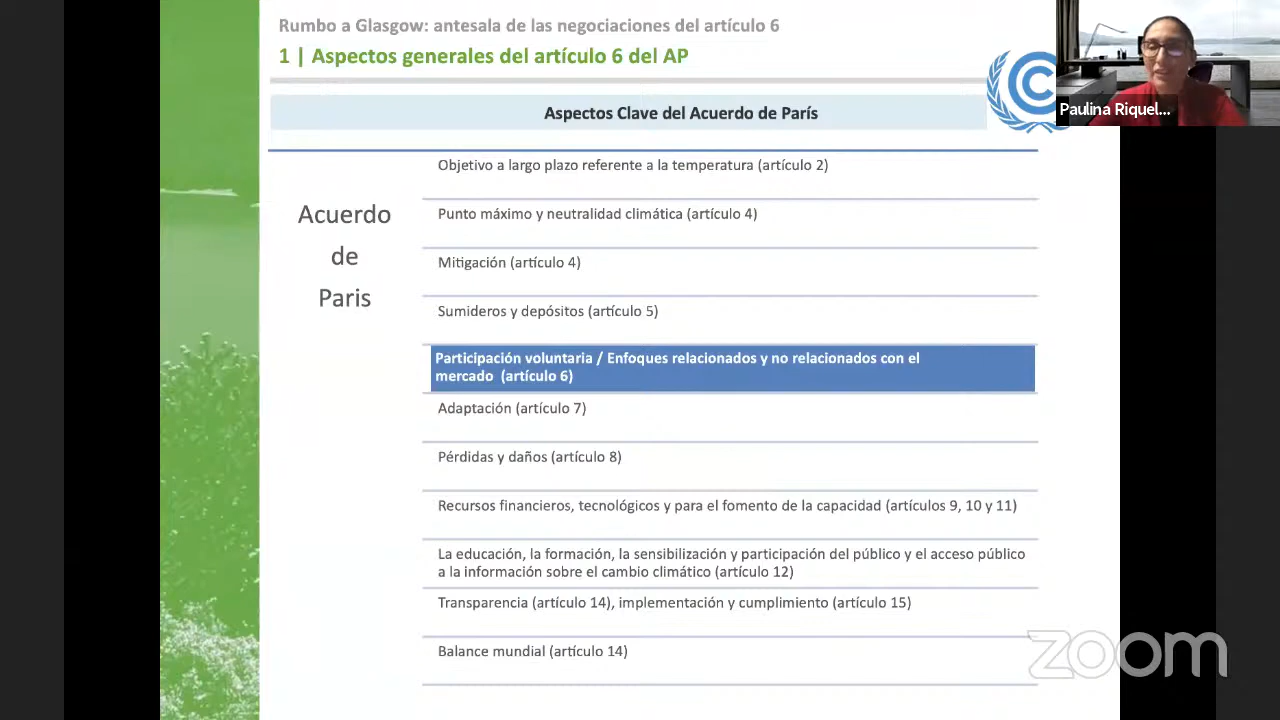 Rumbo a Glasgow: antesala de las negociaciones del artículo 6
1 | Aspectos generales del artículo 6 del AP
Paulina Riquel...
Aspectos Clave del Acuerdo de París
Acuerdo
de
Paris
Objetivo a largo plazo referente a la temperatura (artículo 2)
Punto máximo y neutralidad climática (artículo 4)
Mitigación (artículo 4)
Sumideros y depósitos (artículo 5)
Participación voluntaria / Enfoques relacionados y no relacionados con el
mercado (artículo 6)
Adaptación (artículo 7)
Pérdidas y daños (artículo 8)
Recursos financieros, tecnológicos y para el fomento de la capacidad (artículos 9, 10 y 11)
La educación, la formación, la sensibilización y participación del público y el acceso público
a la información sobre el cambio climático (artículo 12)
Transparencia (artículo 14), implementación y cumplimiento (artículo 15)
Balance mundial (artículo 14)
zoom